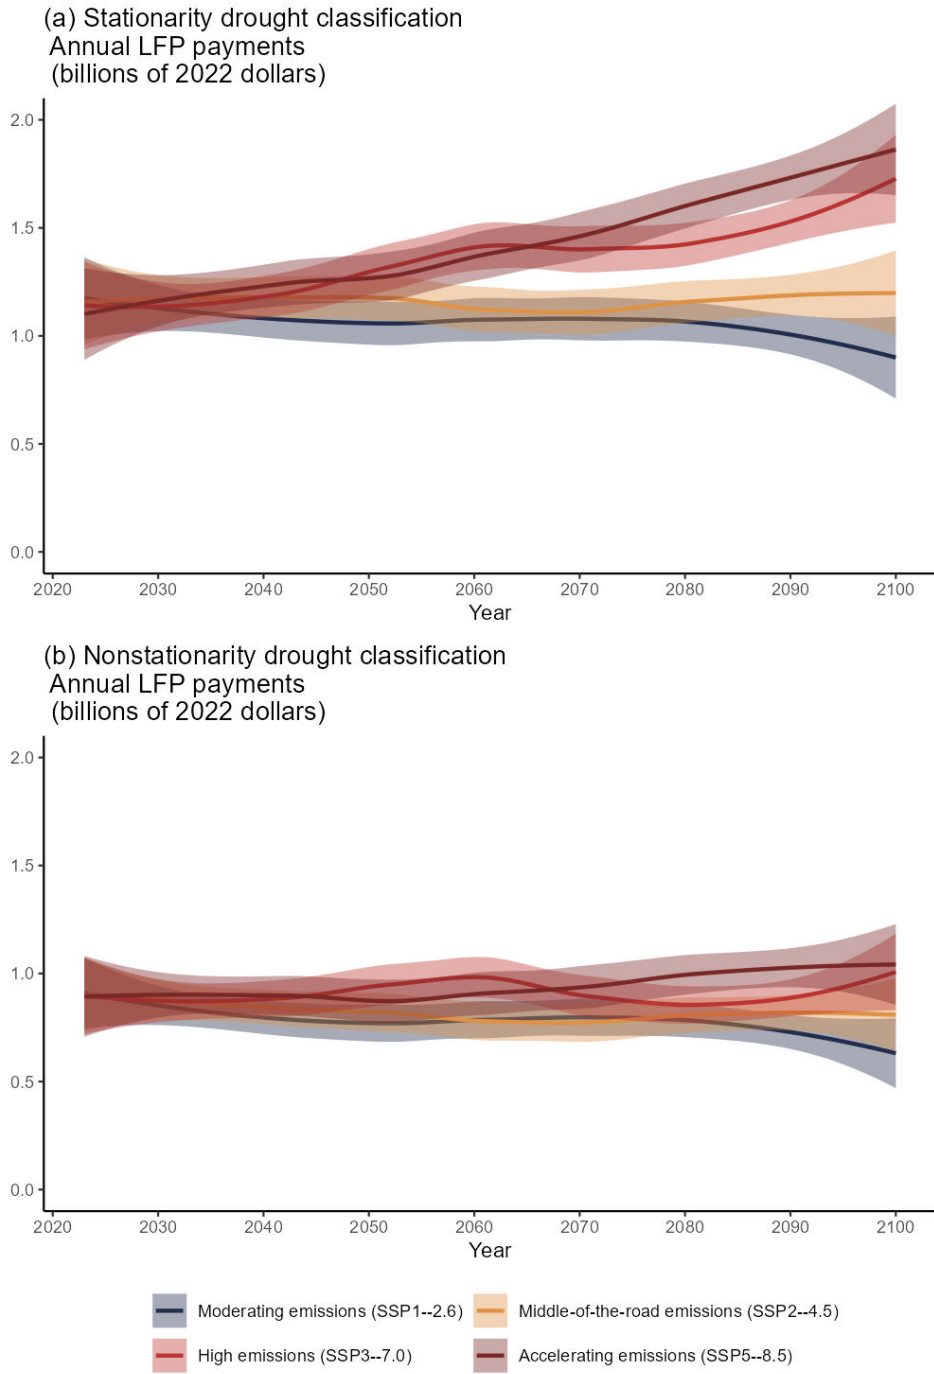 (a) Stationarity drought classification
Annual LFP payments
(billions of 2022 dollars)
2.0
1.5
1.0
0.5
0.0
2020 2030 2040 2050 2060 2070 2080 2090 2100
Year
(b) Nonstationarity drought classification
Annual LFP payments
(billions of 2022 dollars)
2.0
1.5
1.0
0.5
0.0
2020 2030 2040 2050 2060 2070 2080 2090 2100
Year
Moderating emissions (SSP1--2.6) Middle-of-the-road emissions (SSP2--4.5)
High emissions (SSP3--7.0) Accelerating emissions (SSP5--8.5)